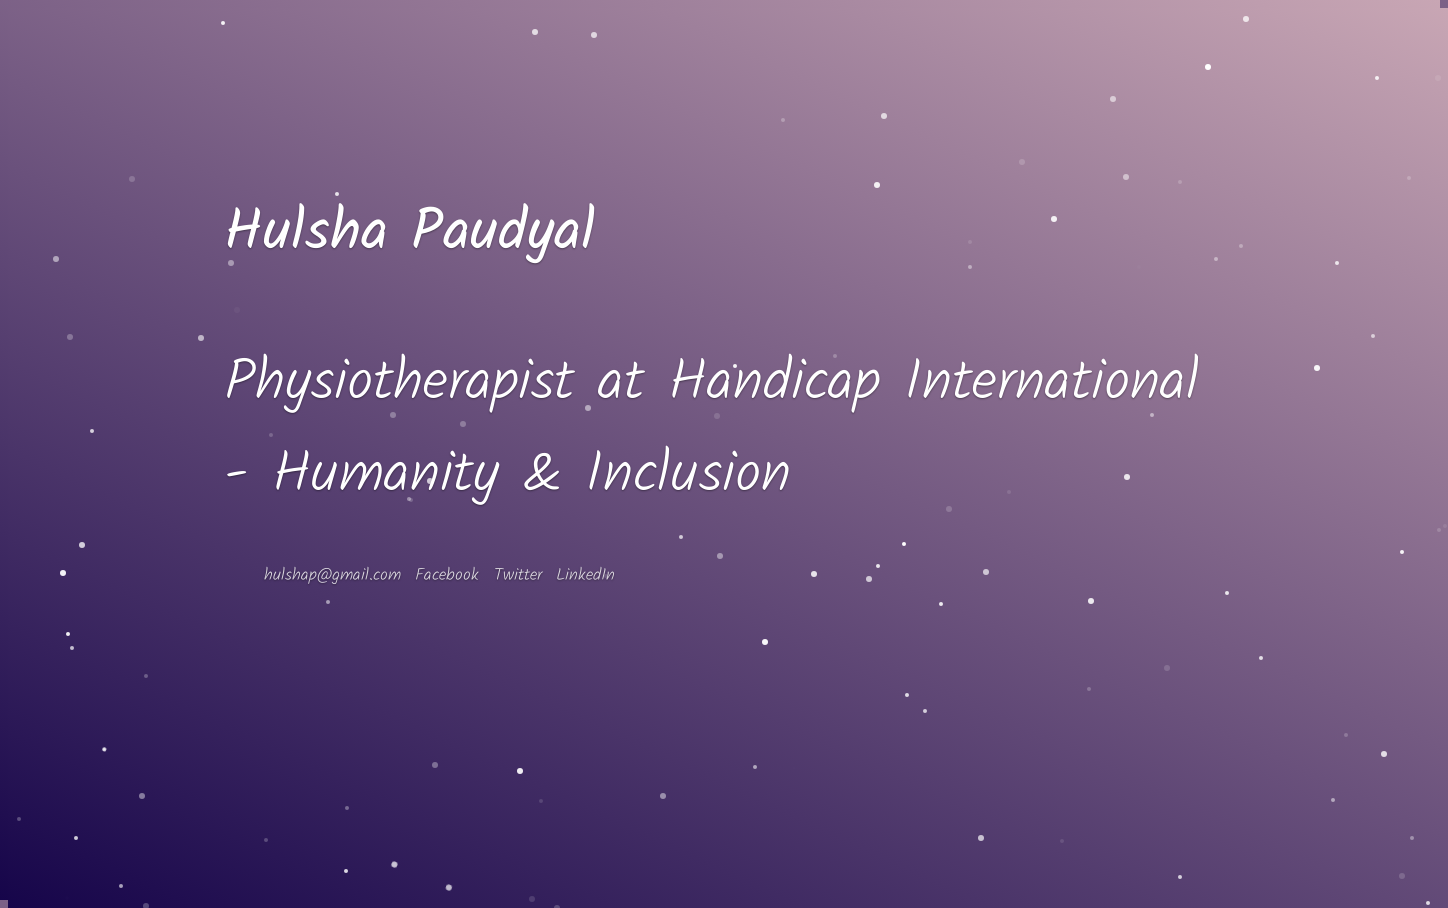 Hulsha Paudyal
Physiotherapist at Handicap International
- Humanity & Inclusion
hulshap@gmail.com Facebook Twitter LinkedIn